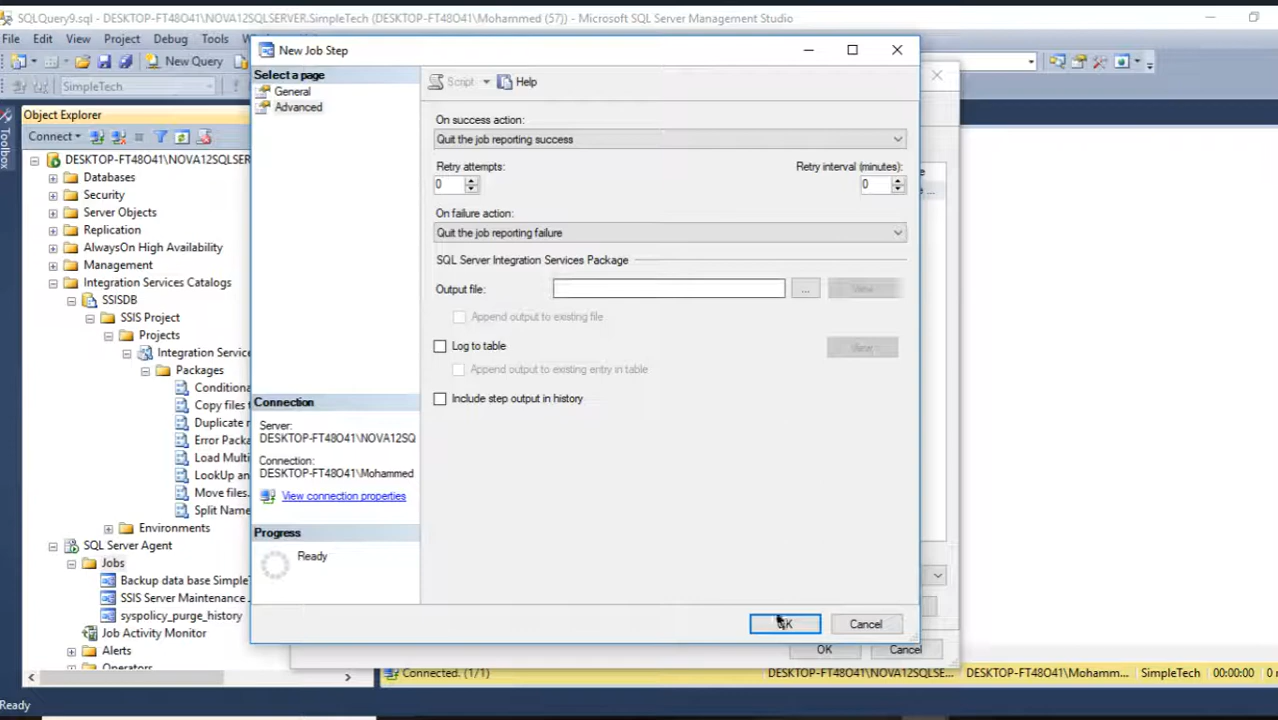 SQLQuery9.sql - DESKTOP-FT48O41\NOVA12SQLSERVER.SimpleTech (DESKTOP-FT48O41\Mohammed (57)) - Microsoft SQL Server Management Studio
File Edit View Project Debug Tools
New Query
SimpleTech
Toolbox
Object Explorer
Connect
DESKTOP-FT48O41\NOVA12SQLSER
Databases
Security
Server Objects
Replication
AlwaysOn High Availability
Management
Integration Services Catalogs
SSISDB
SSIS Project
Projects
Integration Service
Packages
Conditiona
Copy files t
Duplicate r
Error Packa
Load Multi
LookUp an
Move files.
Split Name
Environments
SQL Server Agent
Jobs
Backup data base Simple
SSIS Server Maintenance
syspolicy_purge_history
Job Activity Monitor
Alerts
Operators
New Job Step
Select a page
General
Advanced
Script Help
On success action:
Quit the job reporting success
Retry attempts: Retry interval (minutes):
0 0
On failure action:
Quit the job reporting failure
SQL Server Integration Services Package
Output file: ... View
Append output to existing file
Log to table View
Append output to existing entry in table
Include step output in history
Connection
Server:
DESKTOP-FT48O41\NOVA12SQ
Connection:
DESKTOP-FT48O41\Mohammed
View connection properties
Progress
Ready
OK Cancel
OK Cancel
Connected. (1/1) DESKTOP-FT48O41\NOVA12SQLSE... DESKTOP-FT48O41\Mohamm... SimpleTech 00:00:00 0
Ready